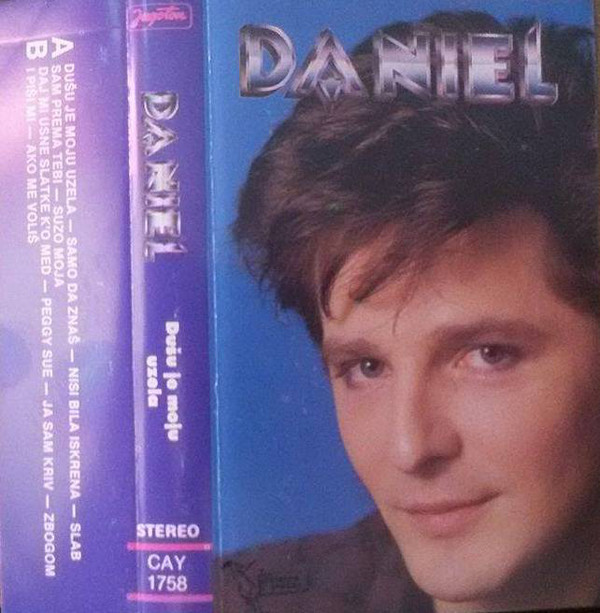 A DUŠU JE MOJU UZELA — SAMO DA ZNAŠ — NISI BILA ISKRENA — SLAB
SAM PREMA TEBI — SUZO MOJA
B DAJ MI USNE SLATKE K'O MED — PEGGY SUE — JA SAM KRIV — ZBOGOM
I PIŠI MI — AKO ME VOLIŠ
Jugoton
DANIEL
Dušu je moju
uzela
STEREO
CAY
1758
DANIEL